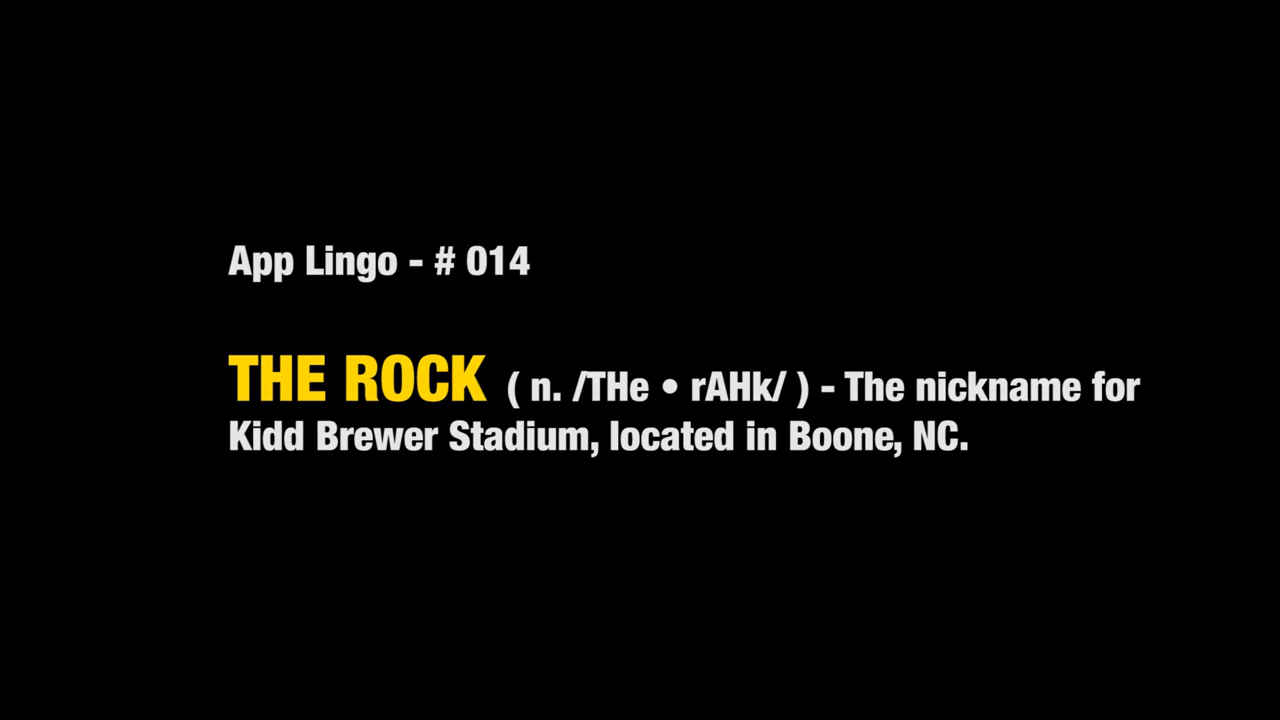 App Lingo - # 014
THE ROCK ( n. /THe • rAHk/ ) - The nickname for
Kidd Brewer Stadium, located in Boone, NC.